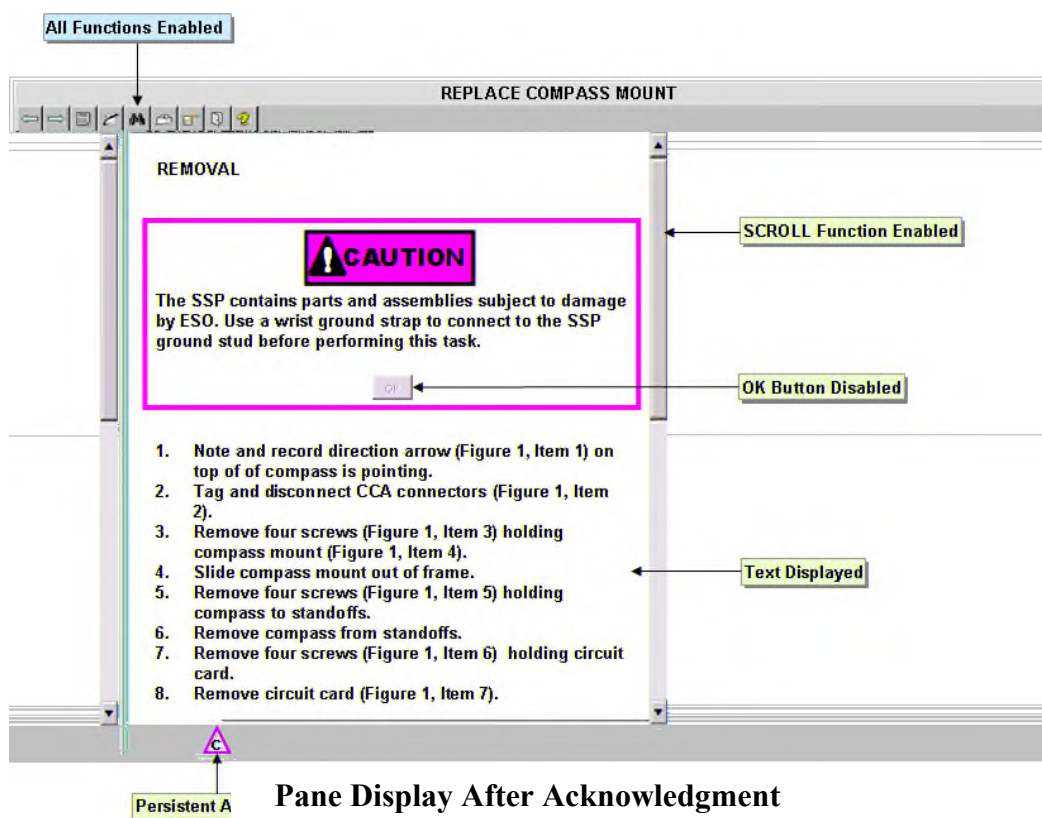 All Functions Enabled
REPLACE COMPASS MOUNT
REMOVAL
CAUTION
The SSP contains parts and assemblies subject to damage
by ESO. Use a wrist ground strap to connect to the SSP
ground stud before performing this task.
SCROLL Function Enabled
OK Button Disabled
1. Note and record direction arrow (Figure 1, Item 1) on
top of of compass is pointing.
2. Tag and disconnect CCA connectors (Figure 1, Item
2).
3. Remove four screws (Figure 1, Item 3) holding
compass mount (Figure 1, Item 4).
4. Slide compass mount out of frame.
5. Remove four screws (Figure 1, Item 5) holding
compass to standoffs.
6. Remove compass from standoffs.
7. Remove four screws (Figure 1, Item 6) holding circuit
card.
8. Remove circuit card (Figure 1, Item 7).
Text Displayed
C
Persistent A
Pane Display After Acknowledgment